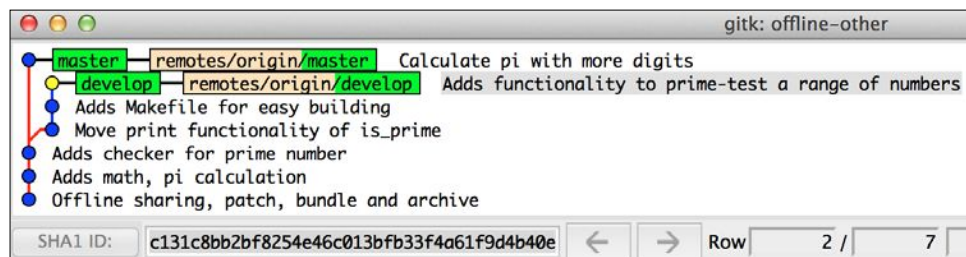 gitk: offline-other
master remotes/origin/master Calculate pi with more digits
develop remotes/origin/develop Adds functionality to prime-test a range of numbers
Adds Makefile for easy building
Move print functionality of is_prime
Adds checker for prime number
Adds math, pi calculation
Offline sharing, patch, bundle and archive
SHA1 ID: c131c8bb2bf8254e46c013bfb33f4a61f9d4b40e Row 2 / 7